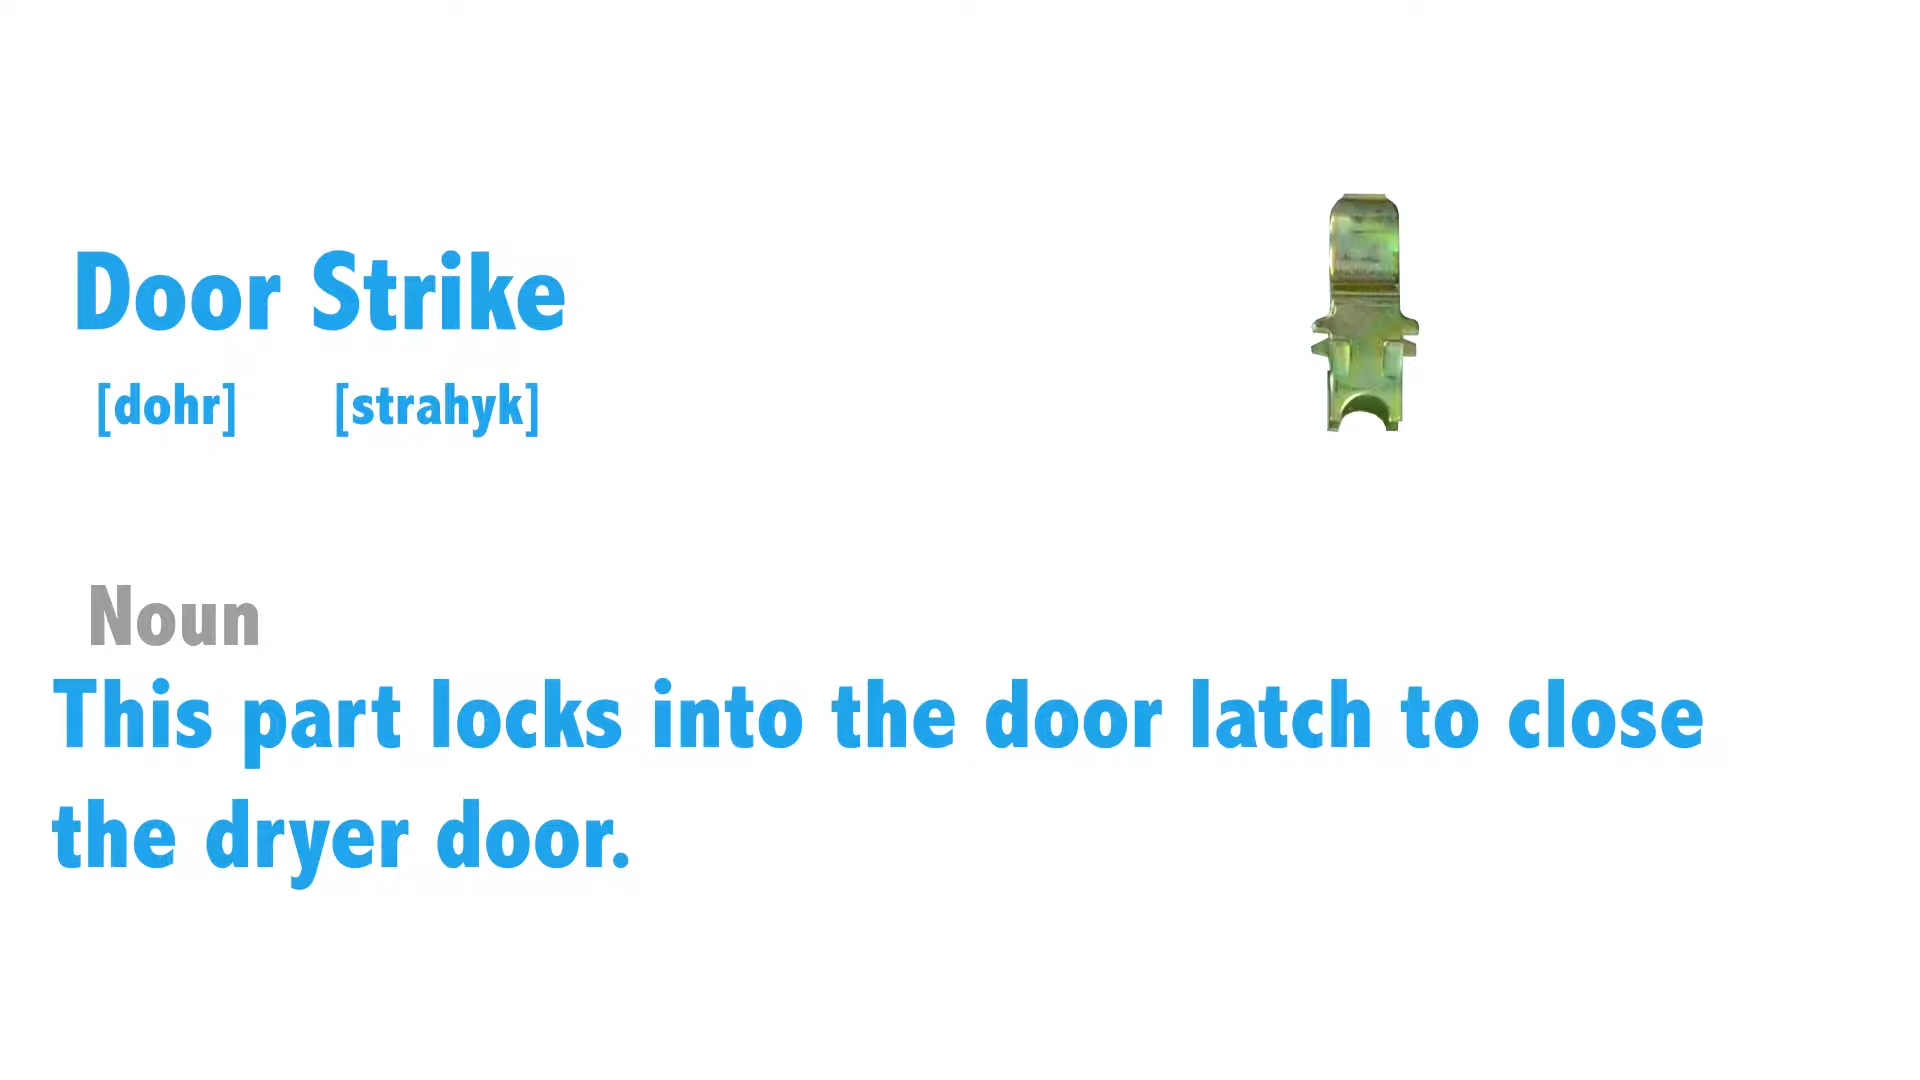 Door Strike
[dohr] [strahyk]
Noun
This part locks into the door latch to close
the dryer door.